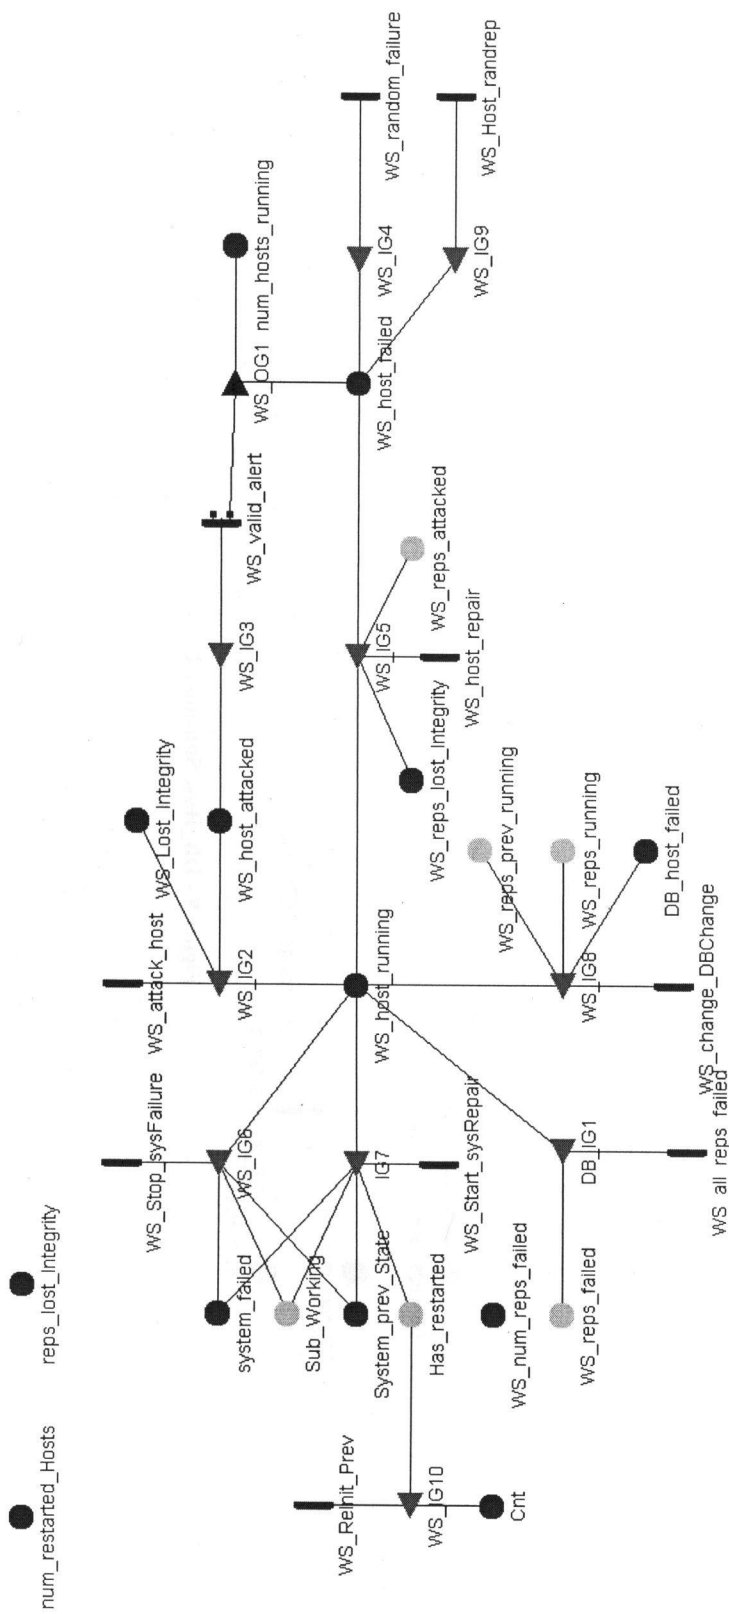 num_restarted_Hosts
reps_lost_Integrity
WS_Stop_sysFailure
WS_attack_host
WS_Lost_Integrity
WS_IG6
WS_IG2
WS_host_attacked
WS_IG3
WS_valid_alert
WS_OG1
num_hosts_running
system_failed
Sub_Working
WS_ReInit_Prev
System_prev_State
IG7
WS_host_running
WS_IG5
WS_host_failed
WS_IG4
WS_random_failure
WS_IG10
Has_restarted
WS_Start_sysRepair
WS_reps_lost_Integrity
WS_host_repair
WS_reps_attacked
WS_IG9
WS_Host_randrep
Cnt
WS_num_reps_failed
WS_reps_prev_running
WS_reps_failed
DB_IG1
WS_IG8
WS_reps_running
DB_host_failed
WS_all_reps_failed
WS_change_DBChange